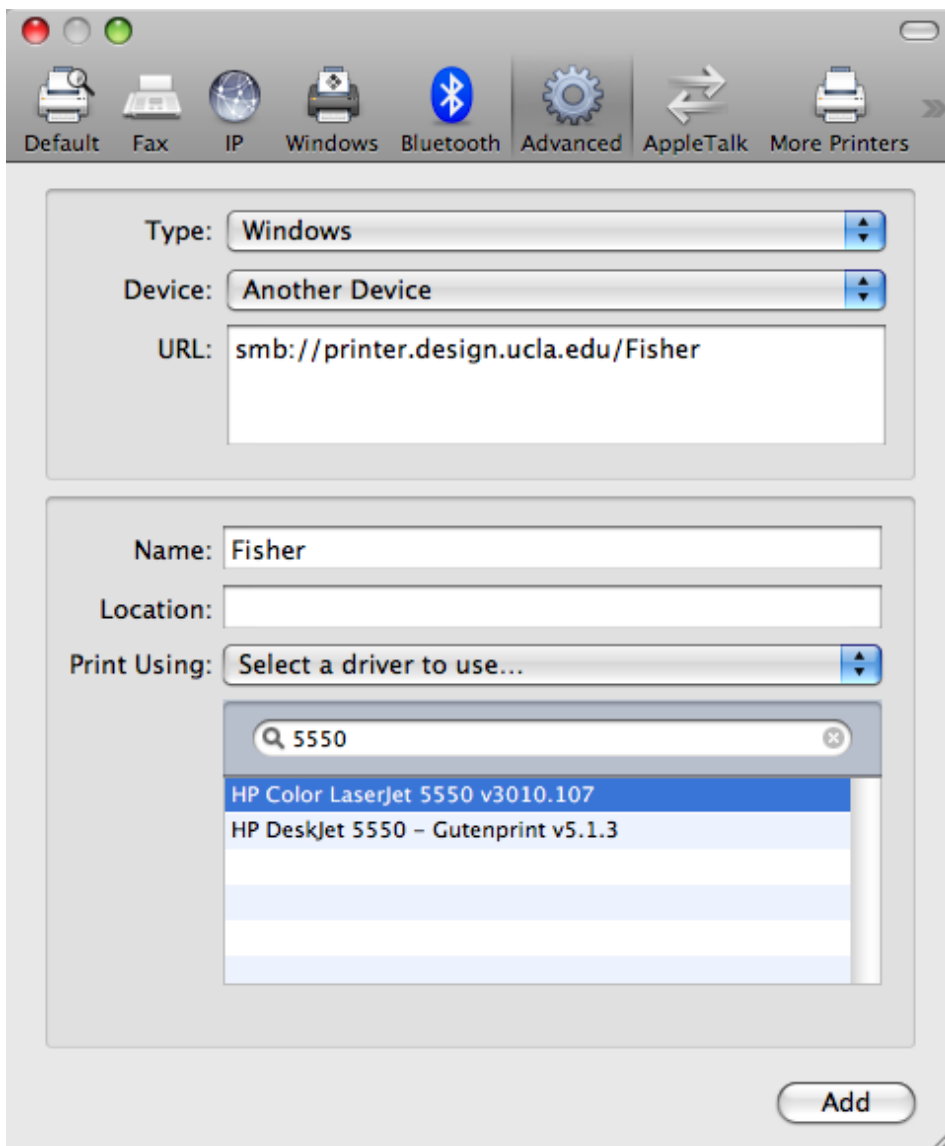 Default Fax IP Windows Bluetooth Advanced AppleTalk More Printers
Type: Windows
Device: Another Device
URL: smb://printer.design.ucla.edu/Fisher
Name: Fisher
Location:
Print Using: Select a driver to use...
5550
HP Color LaserJet 5550 v3010.107
HP DeskJet 5550 – Gutenprint v5.1.3
Add